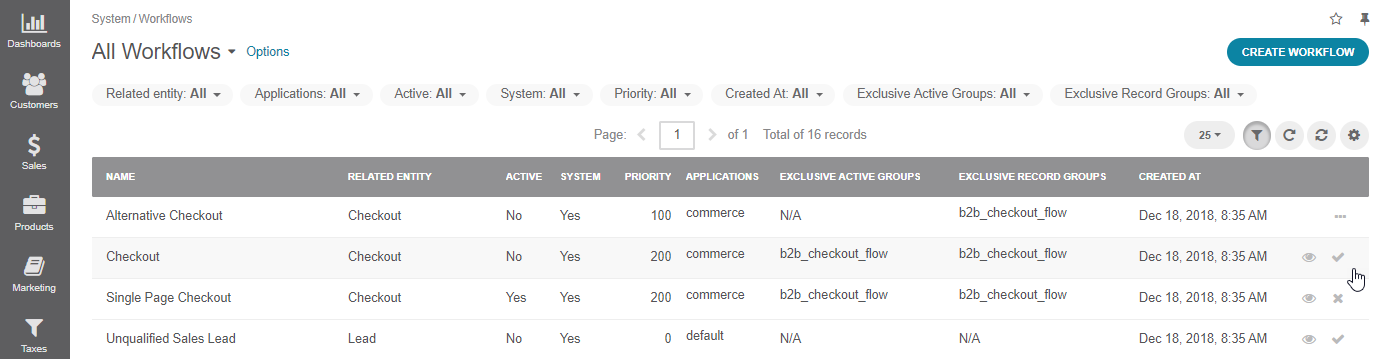 System / Workflows
All Workflows Options
CREATE WORKFLOW
Related entity: All Applications: All Active: All System: All Priority: All Created At: All Exclusive Active Groups: All Exclusive Record Groups: All
Page: 1 of 1 Total of 16 records 25
NAME RELATED ENTITY ACTIVE SYSTEM PRIORITY APPLICATIONS EXCLUSIVE ACTIVE GROUPS EXCLUSIVE RECORD GROUPS CREATED AT
Alternative Checkout Checkout No Yes 100 commerce N/A b2b_checkout_flow Dec 18, 2018, 8:35 AM
Checkout Checkout No Yes 200 commerce b2b_checkout_flow b2b_checkout_flow Dec 18, 2018, 8:35 AM
Single Page Checkout Checkout Yes Yes 200 commerce b2b_checkout_flow b2b_checkout_flow Dec 18, 2018, 8:35 AM
Unqualified Sales Lead Lead No Yes 0 default N/A N/A Dec 18, 2018, 8:35 AM
Dashboards
Customers
Sales
Products
Marketing
Taxes